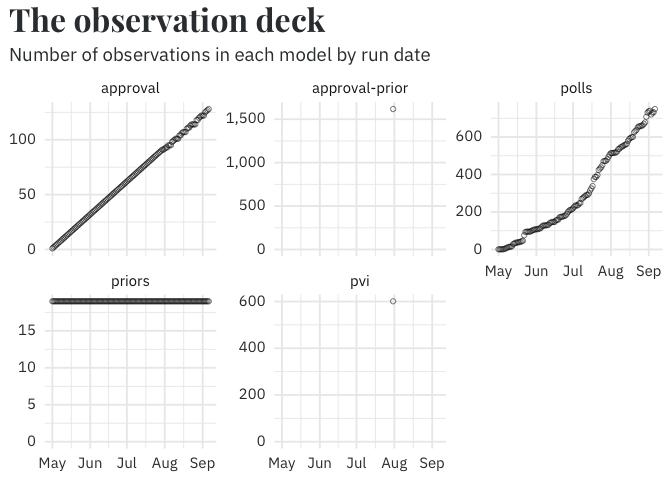 The observation deck
Number of observations in each model by run date
approval
approval-prior
polls
100
50
0
1,500
1,000
500
0
600
400
200
0
May Jun Jul Aug Sep
priors
pvi
15
10
5
0
600
400
200
0
May Jun Jul Aug Sep
May Jun Jul Aug Sep